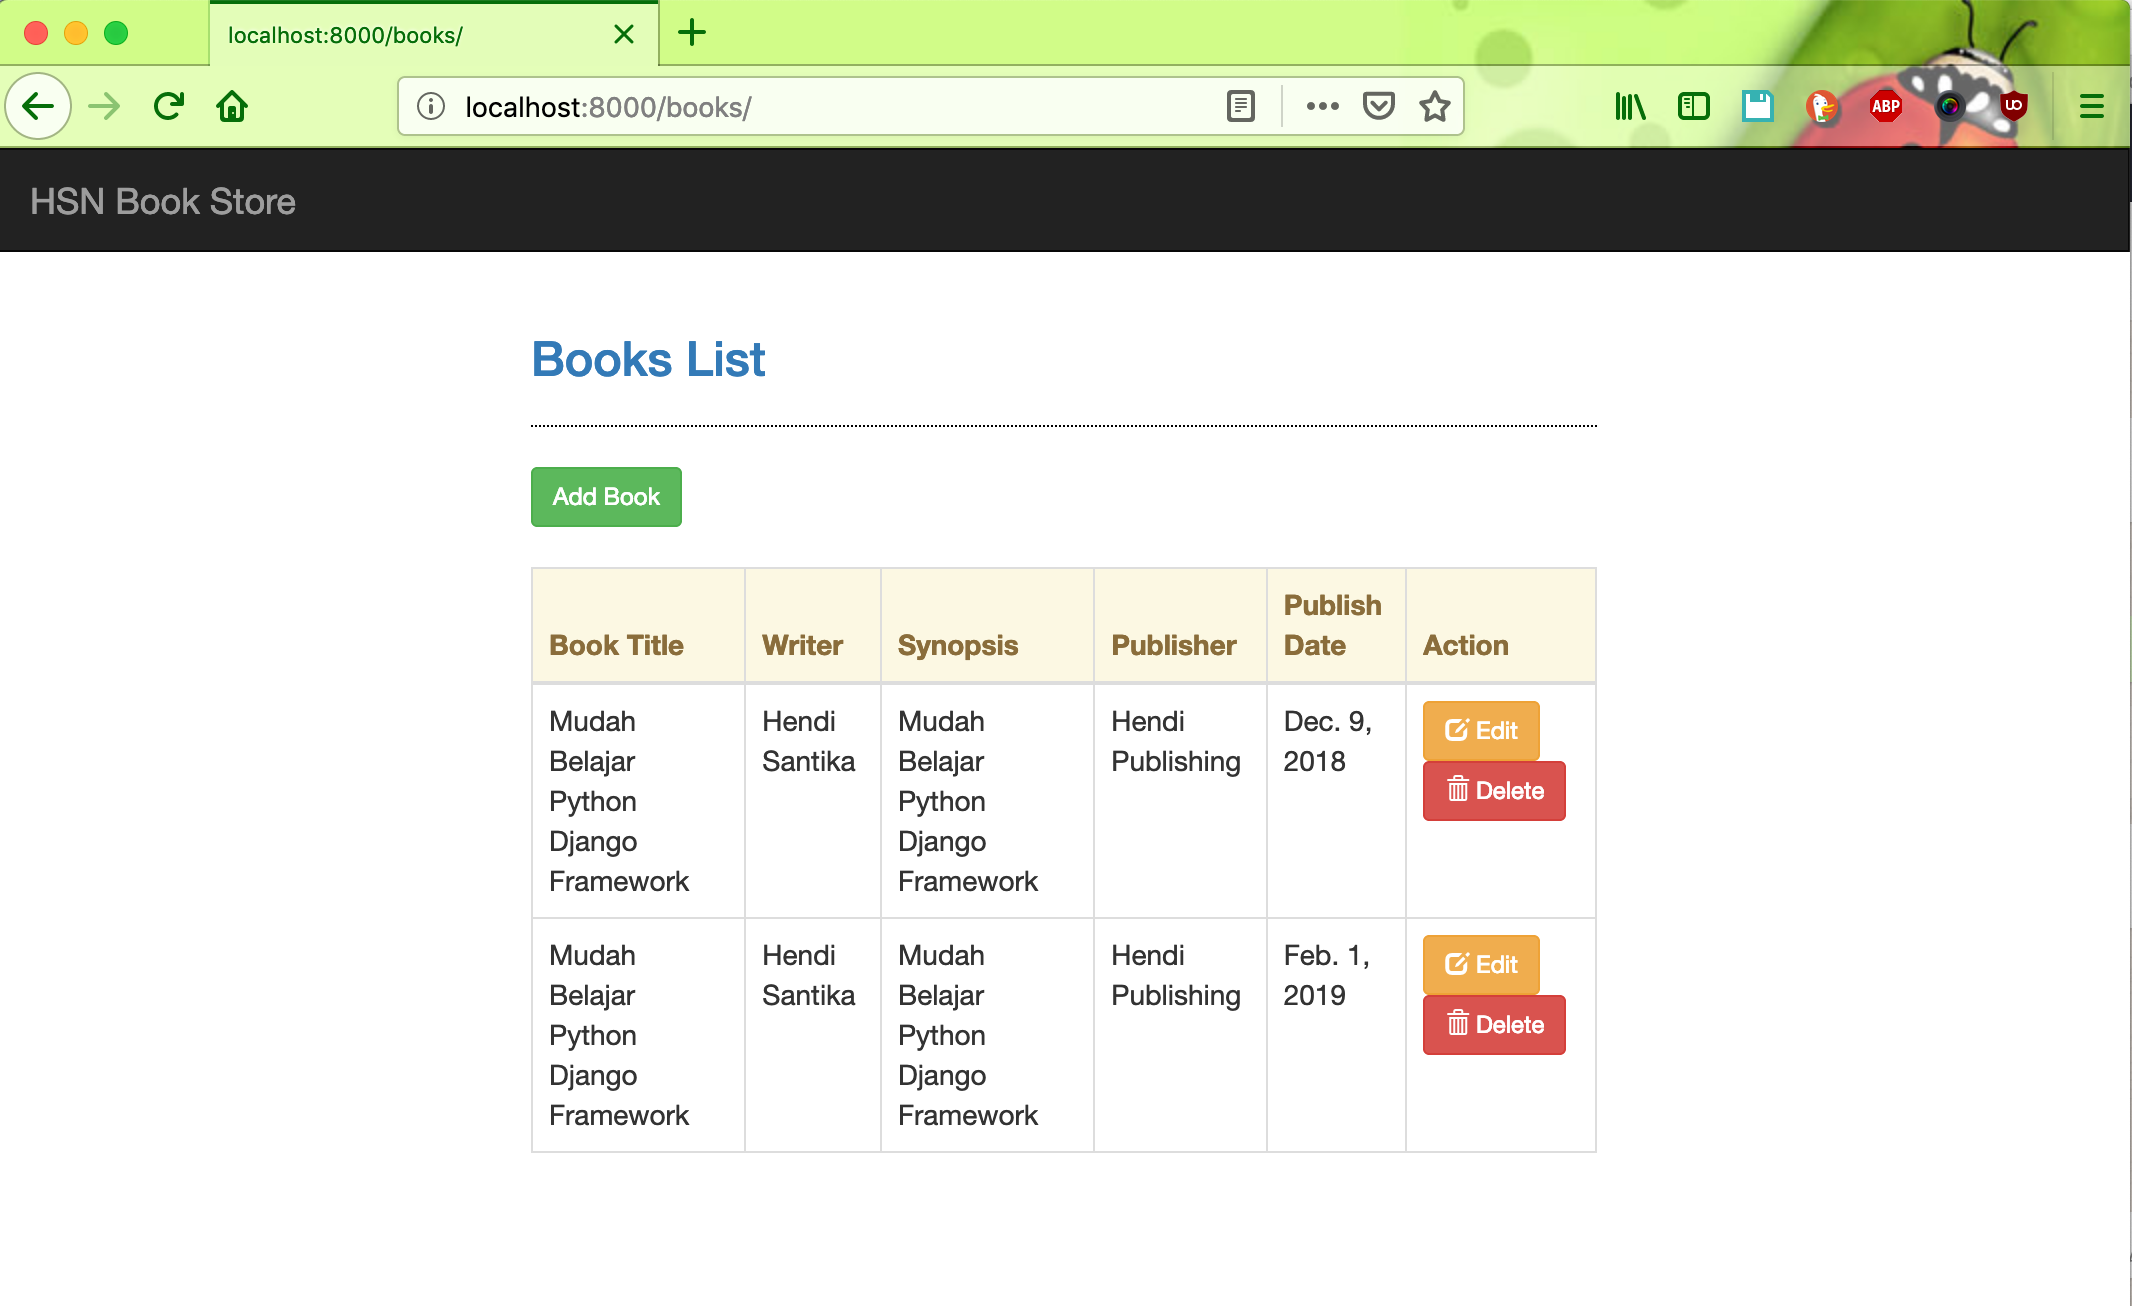 localhost:8000/books/
localhost:8000/books/
ABP
UO
HSN Book Store
Books List
Add Book
Book Title Writer Synopsis Publisher Publish Date Action
Mudah Belajar Python Django Framework Hendi Santika Mudah Belajar Python Django Framework Hendi Publishing Dec. 9, 2018 Edit Delete
Mudah Belajar Python Django Framework Hendi Santika Mudah Belajar Python Django Framework Hendi Publishing Feb. 1, 2019 Edit Delete